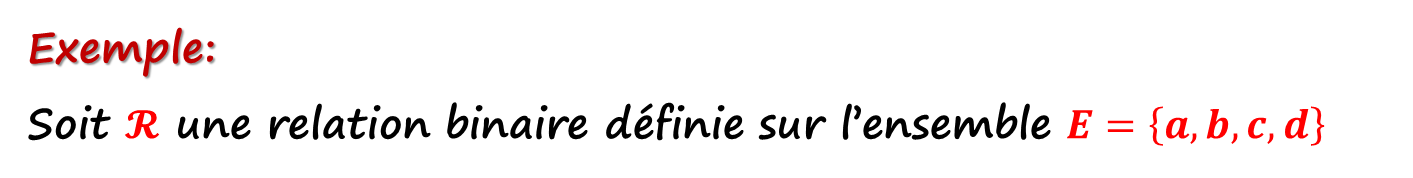 Exemple:
Soit ℛ une relation binaire définie sur l’ensemble E = {a, b, c, d}